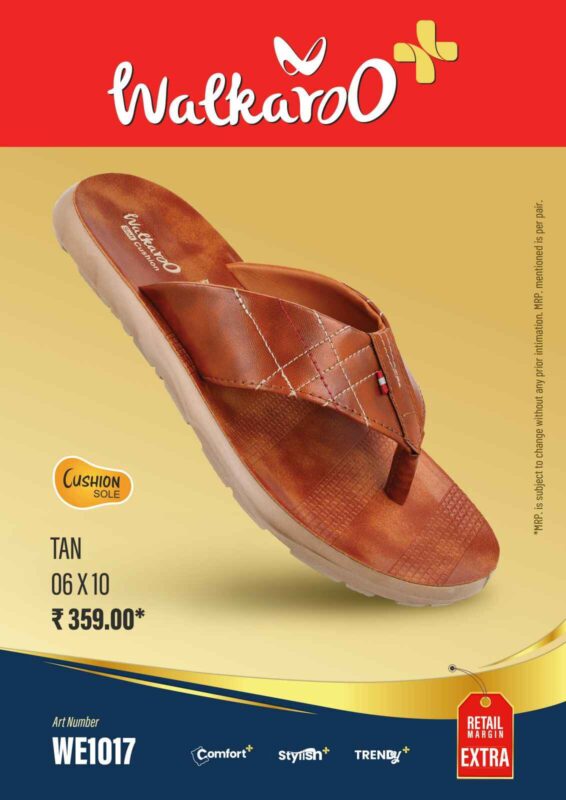 Walkaroo+
Walkaroo
PLUS Cushion
*MRP. is subject to change without any prior intimation. MRP. mentioned is per pair.
CUSHION
SOLE
TAN
06 X 10
₹ 359.00*
Art Number
WE1017
Comfort+
Stylish+
TRENDy+
RETAIL
MARGIN
EXTRA